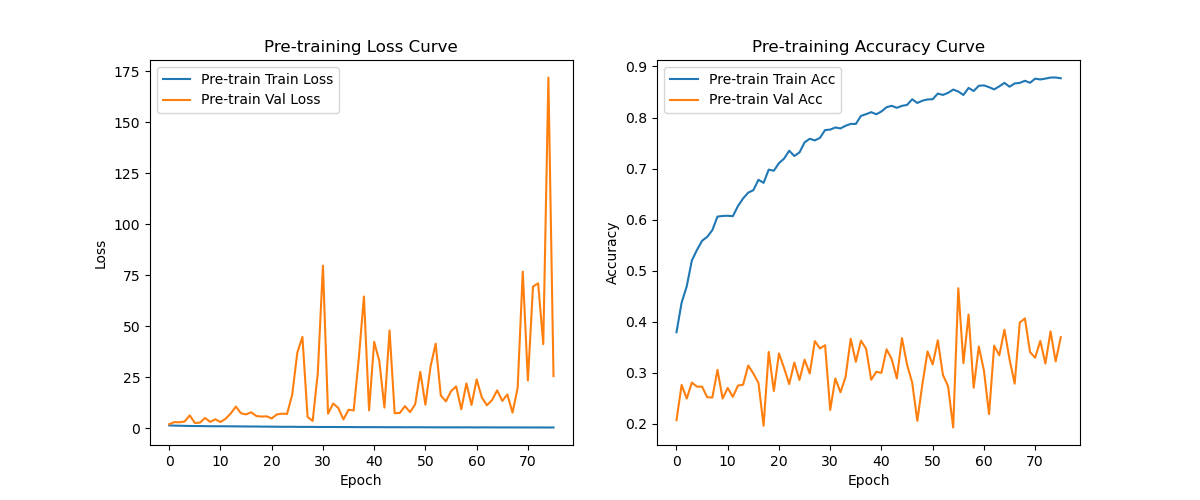 Pre-training Loss Curve
Pre-train Train Loss
Pre-train Val Loss
175
150
125
100
75
50
25
0
Loss
0 10 20 30 40 50 60 70
Epoch
Pre-training Accuracy Curve
Pre-train Train Acc
Pre-train Val Acc
0.9
0.8
0.7
0.6
0.5
0.4
0.3
0.2
Accuracy
0 10 20 30 40 50 60 70
Epoch